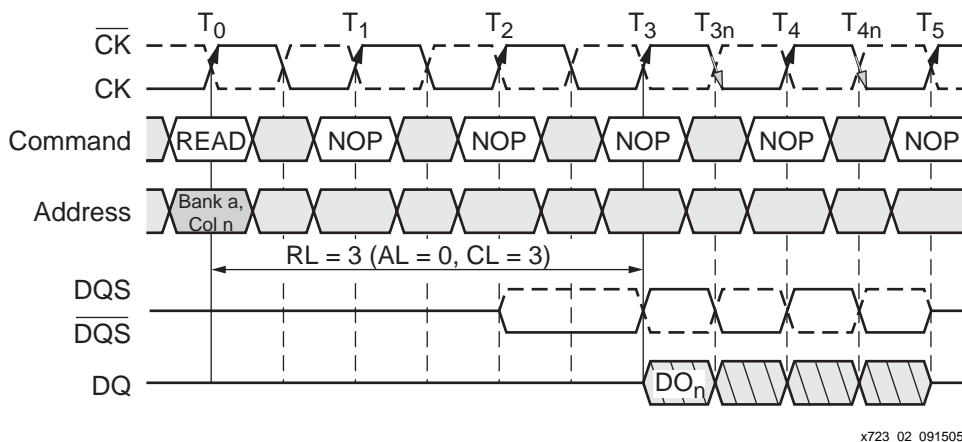 T0 T1 T2 T3 T3n T4 T4n T5
CK
CK
Command READ NOP NOP NOP NOP NOP
Address Bank a,
Col n
RL = 3 (AL = 0, CL = 3)
DQS
DQS
DQ DOn
x723_02_091505